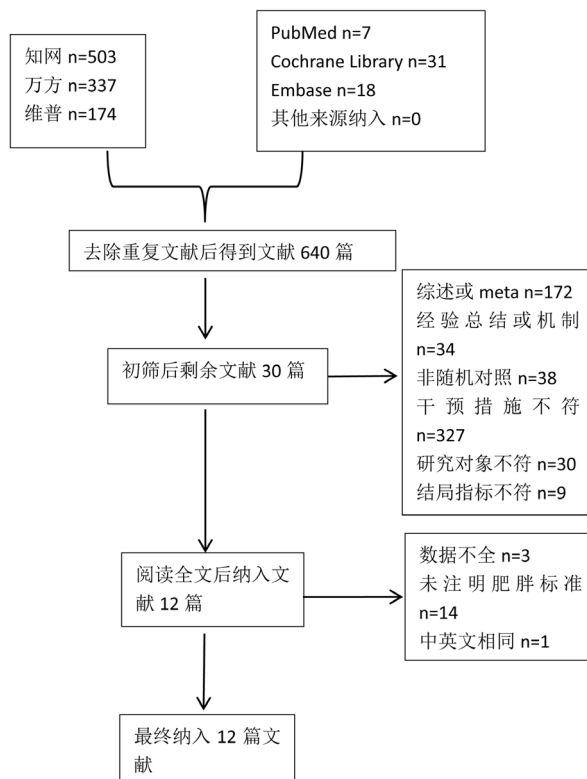 知网 n=503
万方 n=337
维普 n=174
PubMed n=7
Cochrane Library n=31
Embase n=18
其他来源纳入 n=0
去除重复文献后得到文献 640 篇
初筛后剩余文献 30 篇
综述或 meta n=172
经验总结或机制
n=34
非随机对照 n=38
干预措施不符
n=327
研究对象不符 n=30
结局指标不符 n=9
阅读全文后纳入文
献 12 篇
数据不全 n=3
未注明肥胖标准
n=14
中英文相同 n=1
最终纳入 12 篇文
献